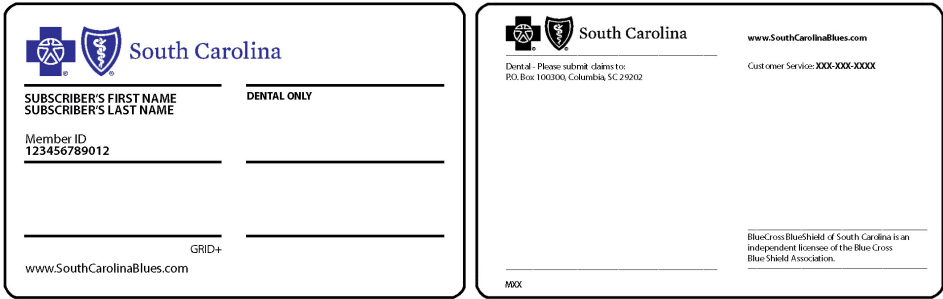 South Carolina
SUBSCRIBER'S FIRST NAME
SUBSCRIBER'S LAST NAME
DENTAL ONLY
Member ID
123456789012
GRID+
www.SouthCarolinaBlues.com
South Carolina
Dental - Please submit claims to:
P.O. Box 100300, Columbia, SC 29202
www.SouthCarolinaBlues.com
Customer Service: XXX-XXX-XXXX
BlueCross BlueShield of South Carolina is an
independent licensee of the Blue Cross
Blue Shield Association.
MXX